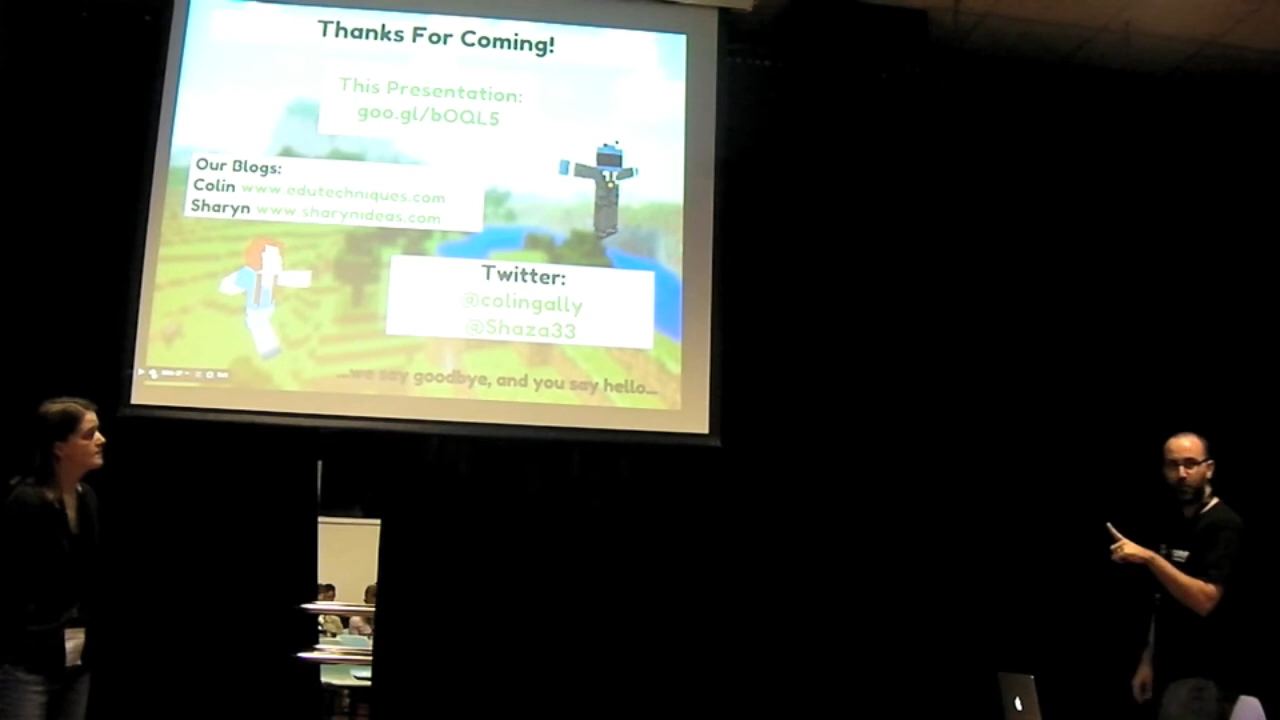 Thanks For Coming!
This Presentation:
goo.gl/bOQL5
Our Blogs:
Colin www.edutechniques.com
Sharyn www.sharynideas.com
Twitter:
@colingally
@Shaza33
...we say goodbye, and you say hello...